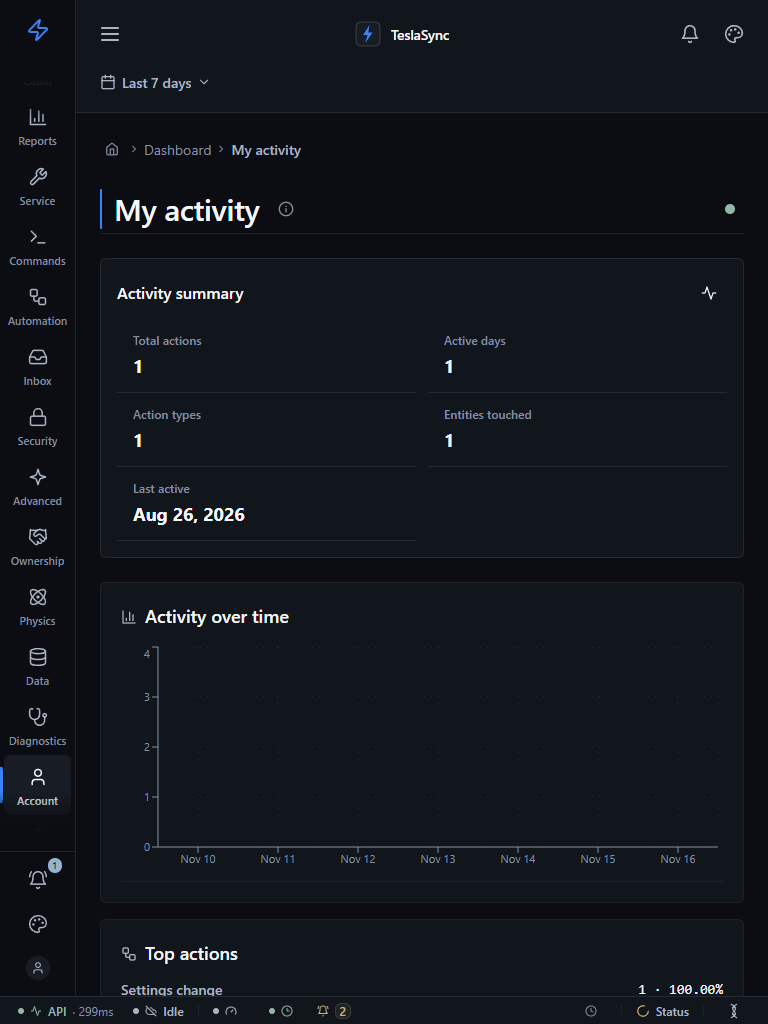 TeslaSync
Last 7 days
Reports
Service
Commands
Automation
Inbox
Security
Advanced
Ownership
Physics
Data
Diagnostics
Account
1
Dashboard > My activity
My activity
Activity summary
Total actions
1
Active days
1
Action types
1
Entities touched
1
Last active
Aug 26, 2026
Activity over time
4
3
2
1
0
Nov 10 Nov 11 Nov 12 Nov 13 Nov 14 Nov 15 Nov 16
Top actions
Settings change 1 · 100.00%
API · 299ms Idle 2 Status